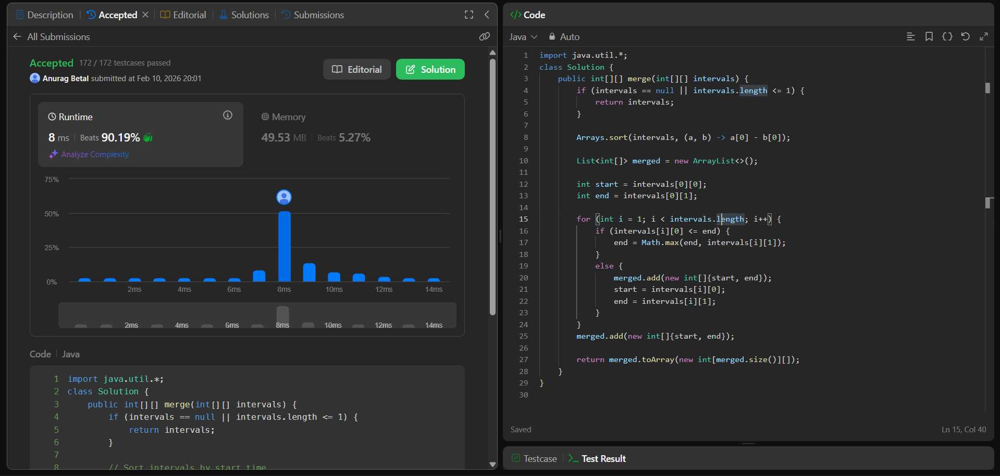 Description
Accepted
Editorial
Solutions
Submissions
All Submissions
Accepted 172 / 172 testcases passed
Anurag Betal submitted at Feb 10, 2026 20:01
Editorial
Solution
Runtime
8 ms | Beats 90.19%
Analyze Complexity
Memory
49.53 MB | Beats 5.27%
75%
50%
25%
0%
2ms 4ms 6ms 8ms 10ms 12ms 14ms
2ms 4ms 6ms 8ms 10ms 12ms 14ms
Code | Java
1 import java.util.*;
2 class Solution {
3     public int[][] merge(int[][] intervals) {
4         if (intervals == null || intervals.length <= 1) {
5             return intervals;
6         }
7
8         // Sort intervals by start time
</> Code
Java Auto
1 import java.util.*;
2 class Solution {
3     public int[][] merge(int[][] intervals) {
4         if (intervals == null || intervals.length <= 1) {
5             return intervals;
6         }
7
8         Arrays.sort(intervals, (a, b) -> a[0] - b[0]);
9
10         List<int[]> merged = new ArrayList<>();
11
12         int start = intervals[0][0];
13         int end = intervals[0][1];
14
15         for (int i = 1; i < intervals.length; i++) {
16             if (intervals[i][0] <= end) {
17                 end = Math.max(end, intervals[i][1]);
18             }
19             else {
20                 merged.add(new int[]{start, end});
21                 start = intervals[i][0];
22                 end = intervals[i][1];
23             }
24         }
25         merged.add(new int[]{start, end});
26
27         return merged.toArray(new int[merged.size()][]);
28     }
29 }
30
Saved
Ln 15, Col 40
Testcase
Test Result